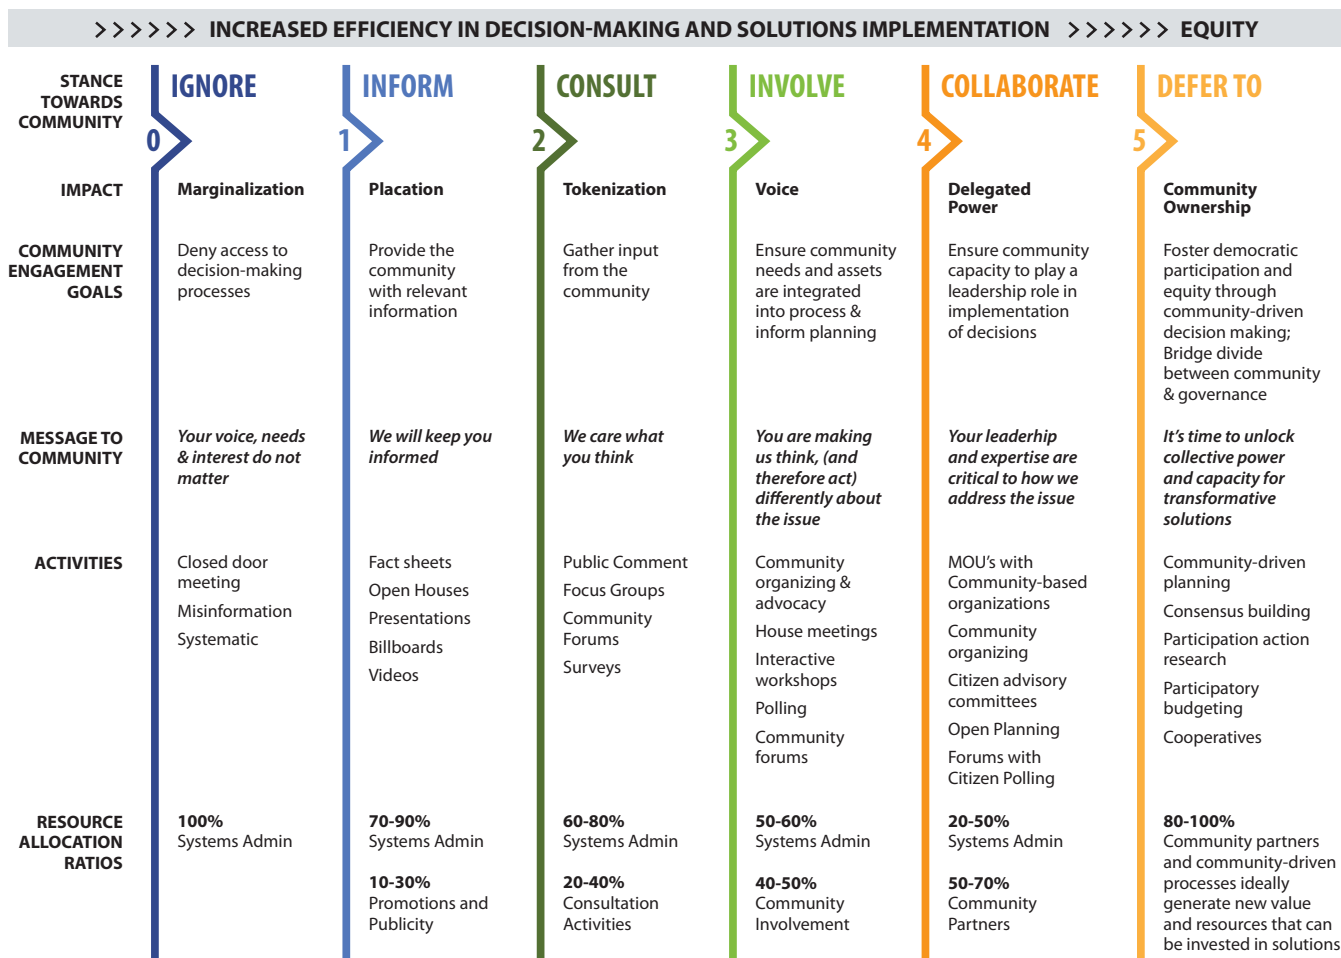 > > > > > > INCREASED EFFICIENCY IN DECISION-MAKING AND SOLUTIONS IMPLEMENTATION > > > > > > EQUITY
STANCE
TOWARDS
COMMUNITY
IGNORE
0
INFORM
1
CONSULT
2
INVOLVE
3
COLLABORATE
4
DEFER TO
5
IMPACT
Marginalization
Placation
Tokenization
Voice
Delegated
Power
Community
Ownership
COMMUNITY
ENGAGEMENT
GOALS
Deny access to
decision-making
processes
Provide the
community
with relevant
information
Gather input
from the
community
Ensure community
needs and assets
are integrated
into process &
inform planning
Ensure community
capacity to play a
leadership role in
implementation
of decisions
Foster democratic
participation and
equity through
community-driven
decision making;
Bridge divide
between community
& governance
MESSAGE TO
COMMUNITY
Your voice, needs
& interest do not
matter
We will keep you
informed
We care what
you think
You are making
us think, (and
therefore act)
differently about
the issue
Your leaderhip
and expertise are
critical to how we
address the issue
It's time to unlock
collective power
and capacity for
transformative
solutions
ACTIVITIES
Closed door
meeting
Misinformation
Systematic
Fact sheets
Open Houses
Presentations
Billboards
Videos
Public Comment
Focus Groups
Community
Forums
Surveys
Community
organizing &
advocacy
House meetings
Interactive
workshops
Polling
Community
forums
MOU's with
Community-based
organizations
Community
organizing
Citizen advisory
committees
Open Planning
Forums with
Citizen Polling
Community-driven
planning
Consensus building
Participation action
research
Participatory
budgeting
Cooperatives
RESOURCE
ALLOCATION
RATIOS
100%
Systems Admin
70-90%
Systems Admin
10-30%
Promotions and
Publicity
60-80%
Systems Admin
20-40%
Consultation
Activities
50-60%
Systems Admin
40-50%
Community
Involvement
20-50%
Systems Admin
50-70%
Community
Partners
80-100%
Community partners
and community-driven
processes ideally
generate new value
and resources that can
be invested in solutions